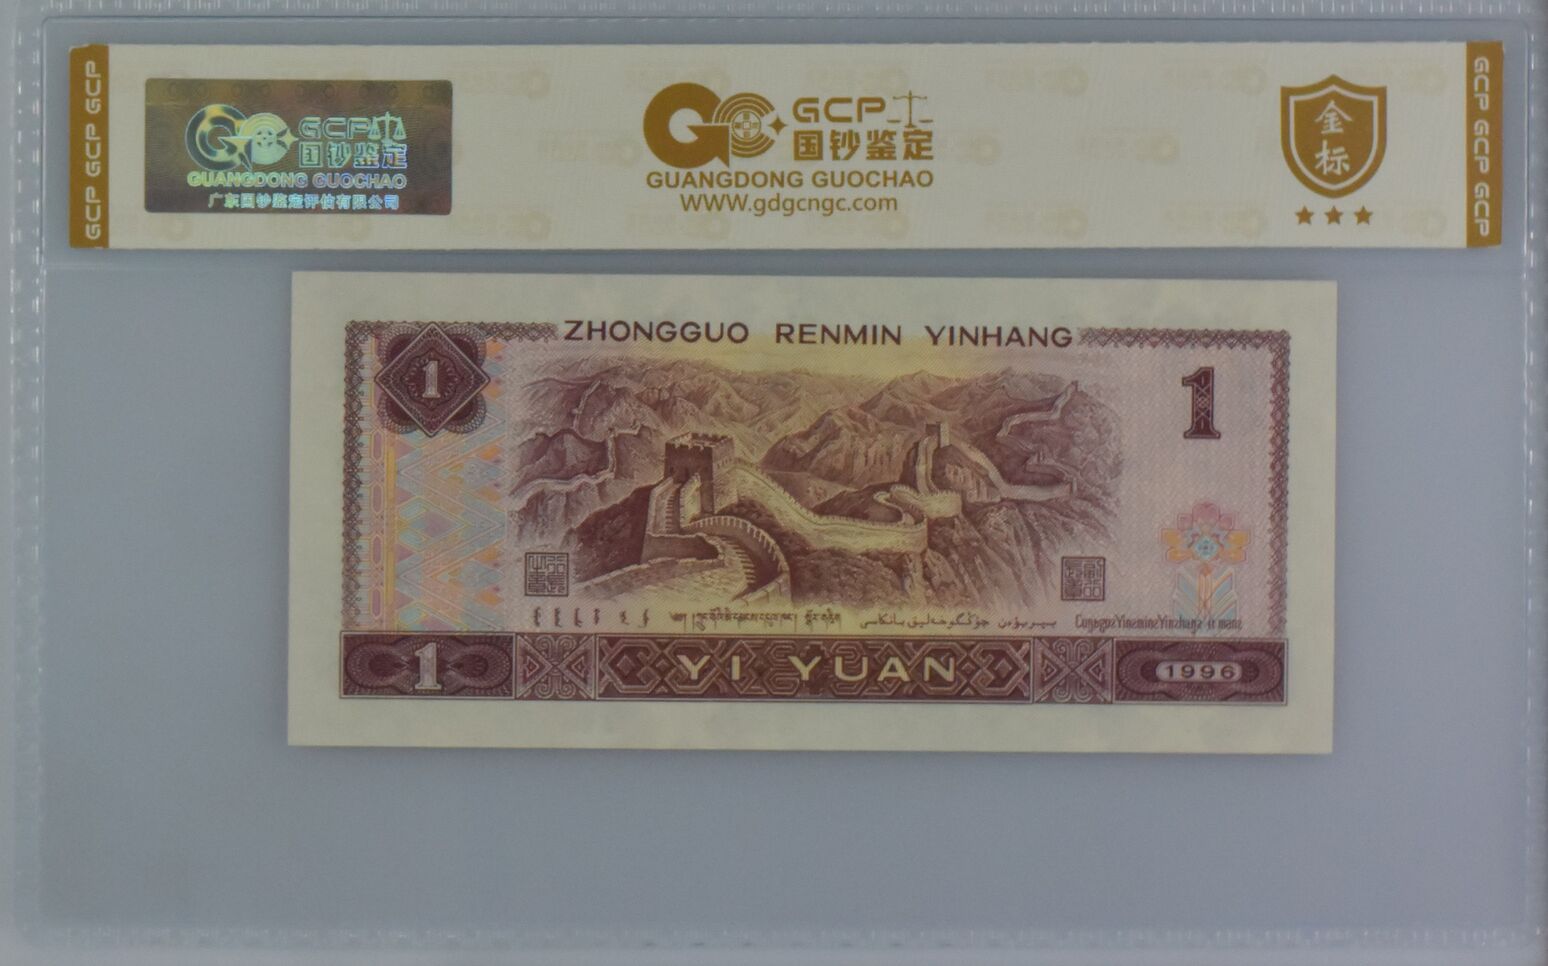 GCP GCP GCP
GCP
国钞鉴定
GUANGDONG GUOCHAO
广东国钞鉴定评估有限公司
GCP
国钞鉴定
GUANGDONG GUOCHAO
WWW.gdgcngc.com
金
标
GCP GCP GCP
ZHONGGUO RENMIN YINHANG
1
1
1
YI YUAN
1996